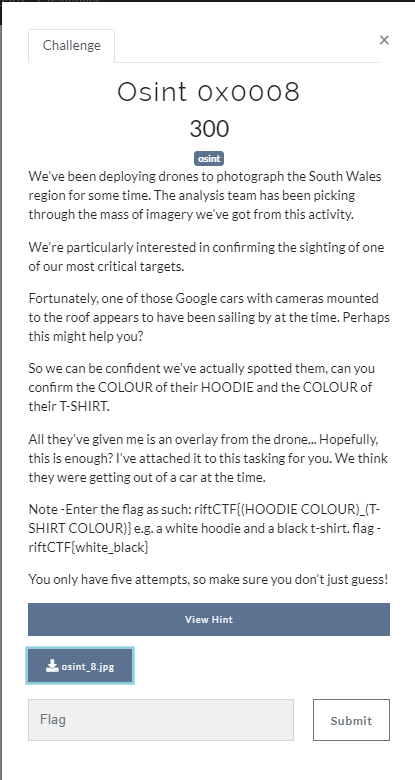 Challenge
×
Osint 0x0008
300
osint
We've been deploying drones to photograph the South Wales
region for some time. The analysis team has been picking
through the mass of imagery we've got from this activity.
We're particularly interested in confirming the sighting of one
of our most critical targets.
Fortunately, one of those Google cars with cameras mounted
to the roof appears to have been sailing by at the time. Perhaps
this might help you?
So we can be confident we've actually spotted them, can you
confirm the COLOUR of their HOODIE and the COLOUR of
their T-SHIRT.
All they've given me is an overlay from the drone... Hopefully,
this is enough? I've attached it to this tasking for you. We think
they were getting out of a car at the time.
Note -Enter the flag as such: riftCTF{(HOODIE COLOUR)_(T-
SHIRT COLOUR)} e.g. a white hoodie and a black t-shirt. flag -
riftCTF{white_black}
You only have five attempts, so make sure you don't just guess!
View Hint
osint_8.jpg
Flag
Submit